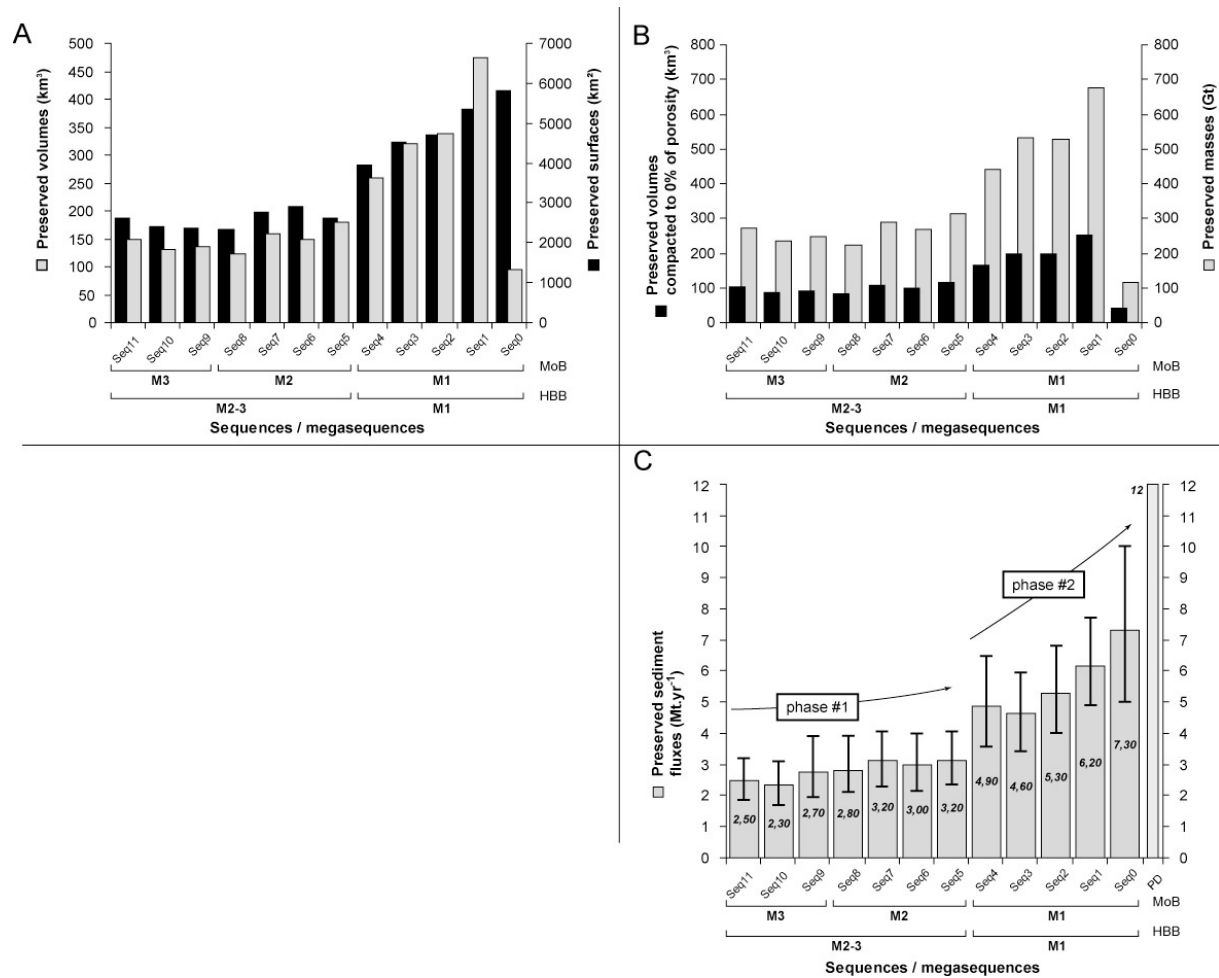 A
Preserved volumes (km³)
500
450
400
350
300
250
200
150
100
50
0
7000
6000
5000
4000
3000
2000
1000
0
Preserved surfaces (km²)
Seq11 Seq10 Seq9 Seq8 Seq7 Seq6 Seq5 Seq4 Seq3 Seq2 Seq1 Seq0
MoB
M3 M2 M1
HBB
M2-3 M1
Sequences / megasequences
B
Preserved volumes
compacted to 0% of porosity (km³)
800
700
600
500
400
300
200
100
0
800
700
600
500
400
300
200
100
0
Preserved masses (Gt)
Seq11 Seq10 Seq9 Seq8 Seq7 Seq6 Seq5 Seq4 Seq3 Seq2 Seq1 Seq0
MoB
M3 M2 M1
HBB
M2-3 M1
Sequences / megasequences
C
Preserved sediment
fluxes (Mt.yr⁻¹)
12
11
10
9
8
7
6
5
4
3
2
1
0
phase #1
phase #2
2,50 2,30 2,70 2,80 3,20 3,00 3,20 4,90 4,60 5,30 6,20 7,30 12
12
11
10
9
8
7
6
5
4
3
2
1
0
Seq11 Seq10 Seq9 Seq8 Seq7 Seq6 Seq5 Seq4 Seq3 Seq2 Seq1 Seq0 PD
MoB
M3 M2 M1
HBB
M2-3 M1
Sequences / megasequences